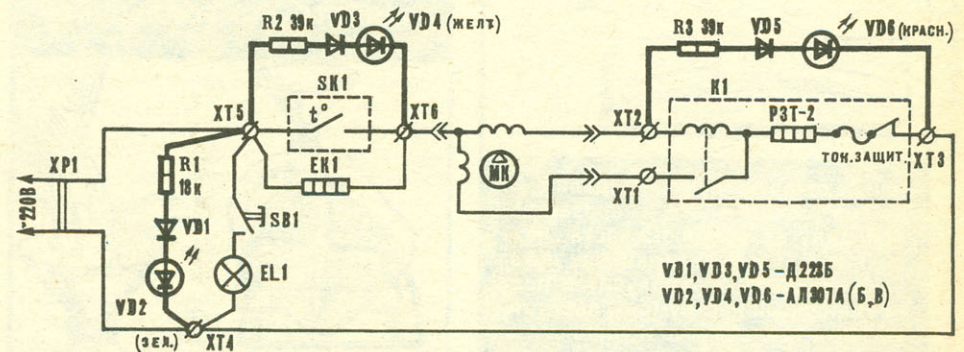 R2 39к VD3 VD4 (ЖЕЛТ)
R3 39к VD5 VD6 (КРАСН.)
SK1
t°
K1
XT5
XT6
XT2
РЗТ-2
XP1
R1
18к
EK1
МК
ТОК. ЗАЩИТ.
XT3
~220В
SB1
XT1
VD1
EL1
VD2
VD1, VD3, VD5 – Д223Б
VD2, VD4, VD6 – АЛ307А (Б, В)
(ЗЕЛ.)
XT4